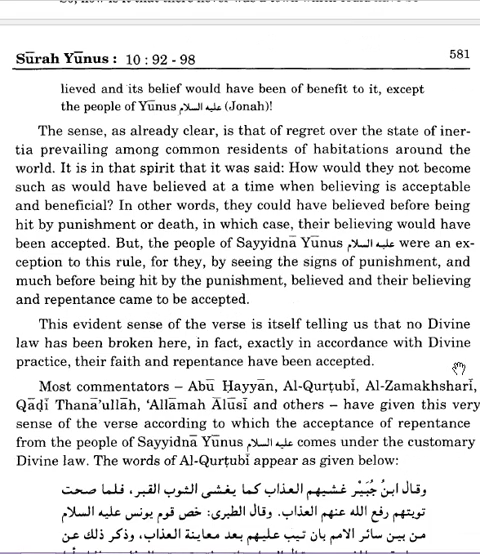 581
Sūrah Yūnus : 10 : 92 - 98
lieved and its belief would have been of benefit to it, except
the people of Yūnus عليه السلام (Jonah)!
The sense, as already clear, is that of regret over the state of iner-
tia prevailing among common residents of habitations around the
world. It is in that spirit that it was said: How would they not become
such as would have believed at a time when believing is acceptable
and beneficial? In other words, they could have believed before being
hit by punishment or death, in which case, their believing would have
been accepted. But, the people of Sayyidnā Yūnus عليه السلام were an ex-
ception to this rule, for they, by seeing the signs of punishment, and
much before being hit by the punishment, believed and their believing
and repentance came to be accepted.
This evident sense of the verse is itself telling us that no Divine
law has been broken here, in fact, exactly in accordance with Divine
practice, their faith and repentance have been accepted.
Most commentators – Abū Ḥayyān, Al-Qurṭubī, Al-Zamakhsharī,
Qāḍī Thanā'ullāh, 'Allāmah Ālūsī and others – have given this very
sense of the verse according to which the acceptance of repentance
from the people of Sayyidnā Yūnus عليه السلام comes under the customary
Divine law. The words of Al-Qurṭubī appear as given below:
وقال ابنُ جُبَيْر غشيهم العذاب كما يغشى الثوب القبر، فلما صحت
توبتهم رفع الله عنهم العذاب. وقال الطبرى: خص قوم يونس عليه السلام
من بين سائر الامم بان تيب عليهم بعد معاينة العذاب، وذكر ذلك عن